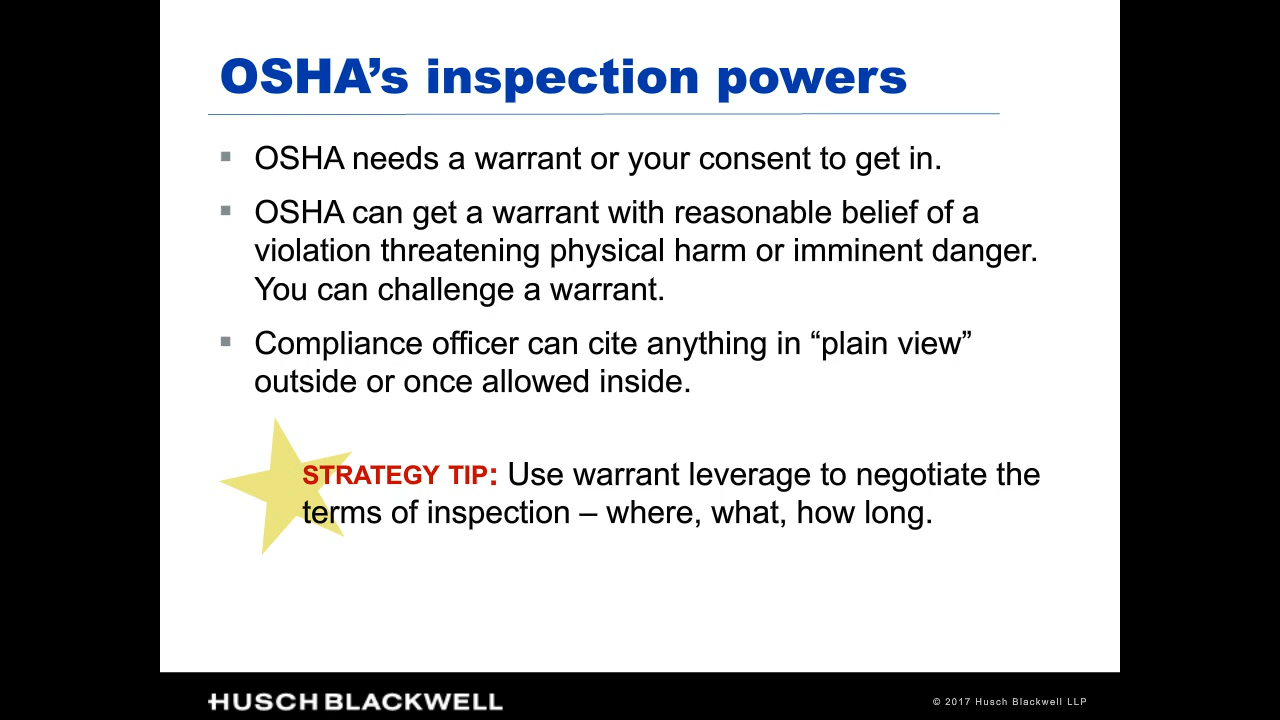 OSHA’s inspection powers
▪ OSHA needs a warrant or your consent to get in.
▪ OSHA can get a warrant with reasonable belief of a
violation threatening physical harm or imminent danger.
You can challenge a warrant.
▪ Compliance officer can cite anything in “plain view”
outside or once allowed inside.
STRATEGY TIP: Use warrant leverage to negotiate the
terms of inspection – where, what, how long.
HUSCH BLACKWELL
© 2017 Husch Blackwell LLP